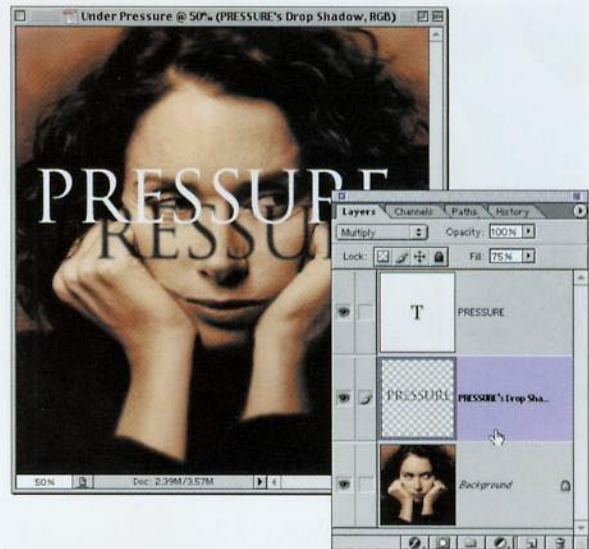 Under Pressure @ 50% (PRESSURE's Drop Shadow, RGB)
PRESSURE
RESSU
Layers Channels Paths History
Multiply Opacity: 100%
Lock: Fill: 75%
T PRESSURE
PRESSURE PRESSURE's Drop Sha...
Background
50% Doc: 2.39M/3.57M